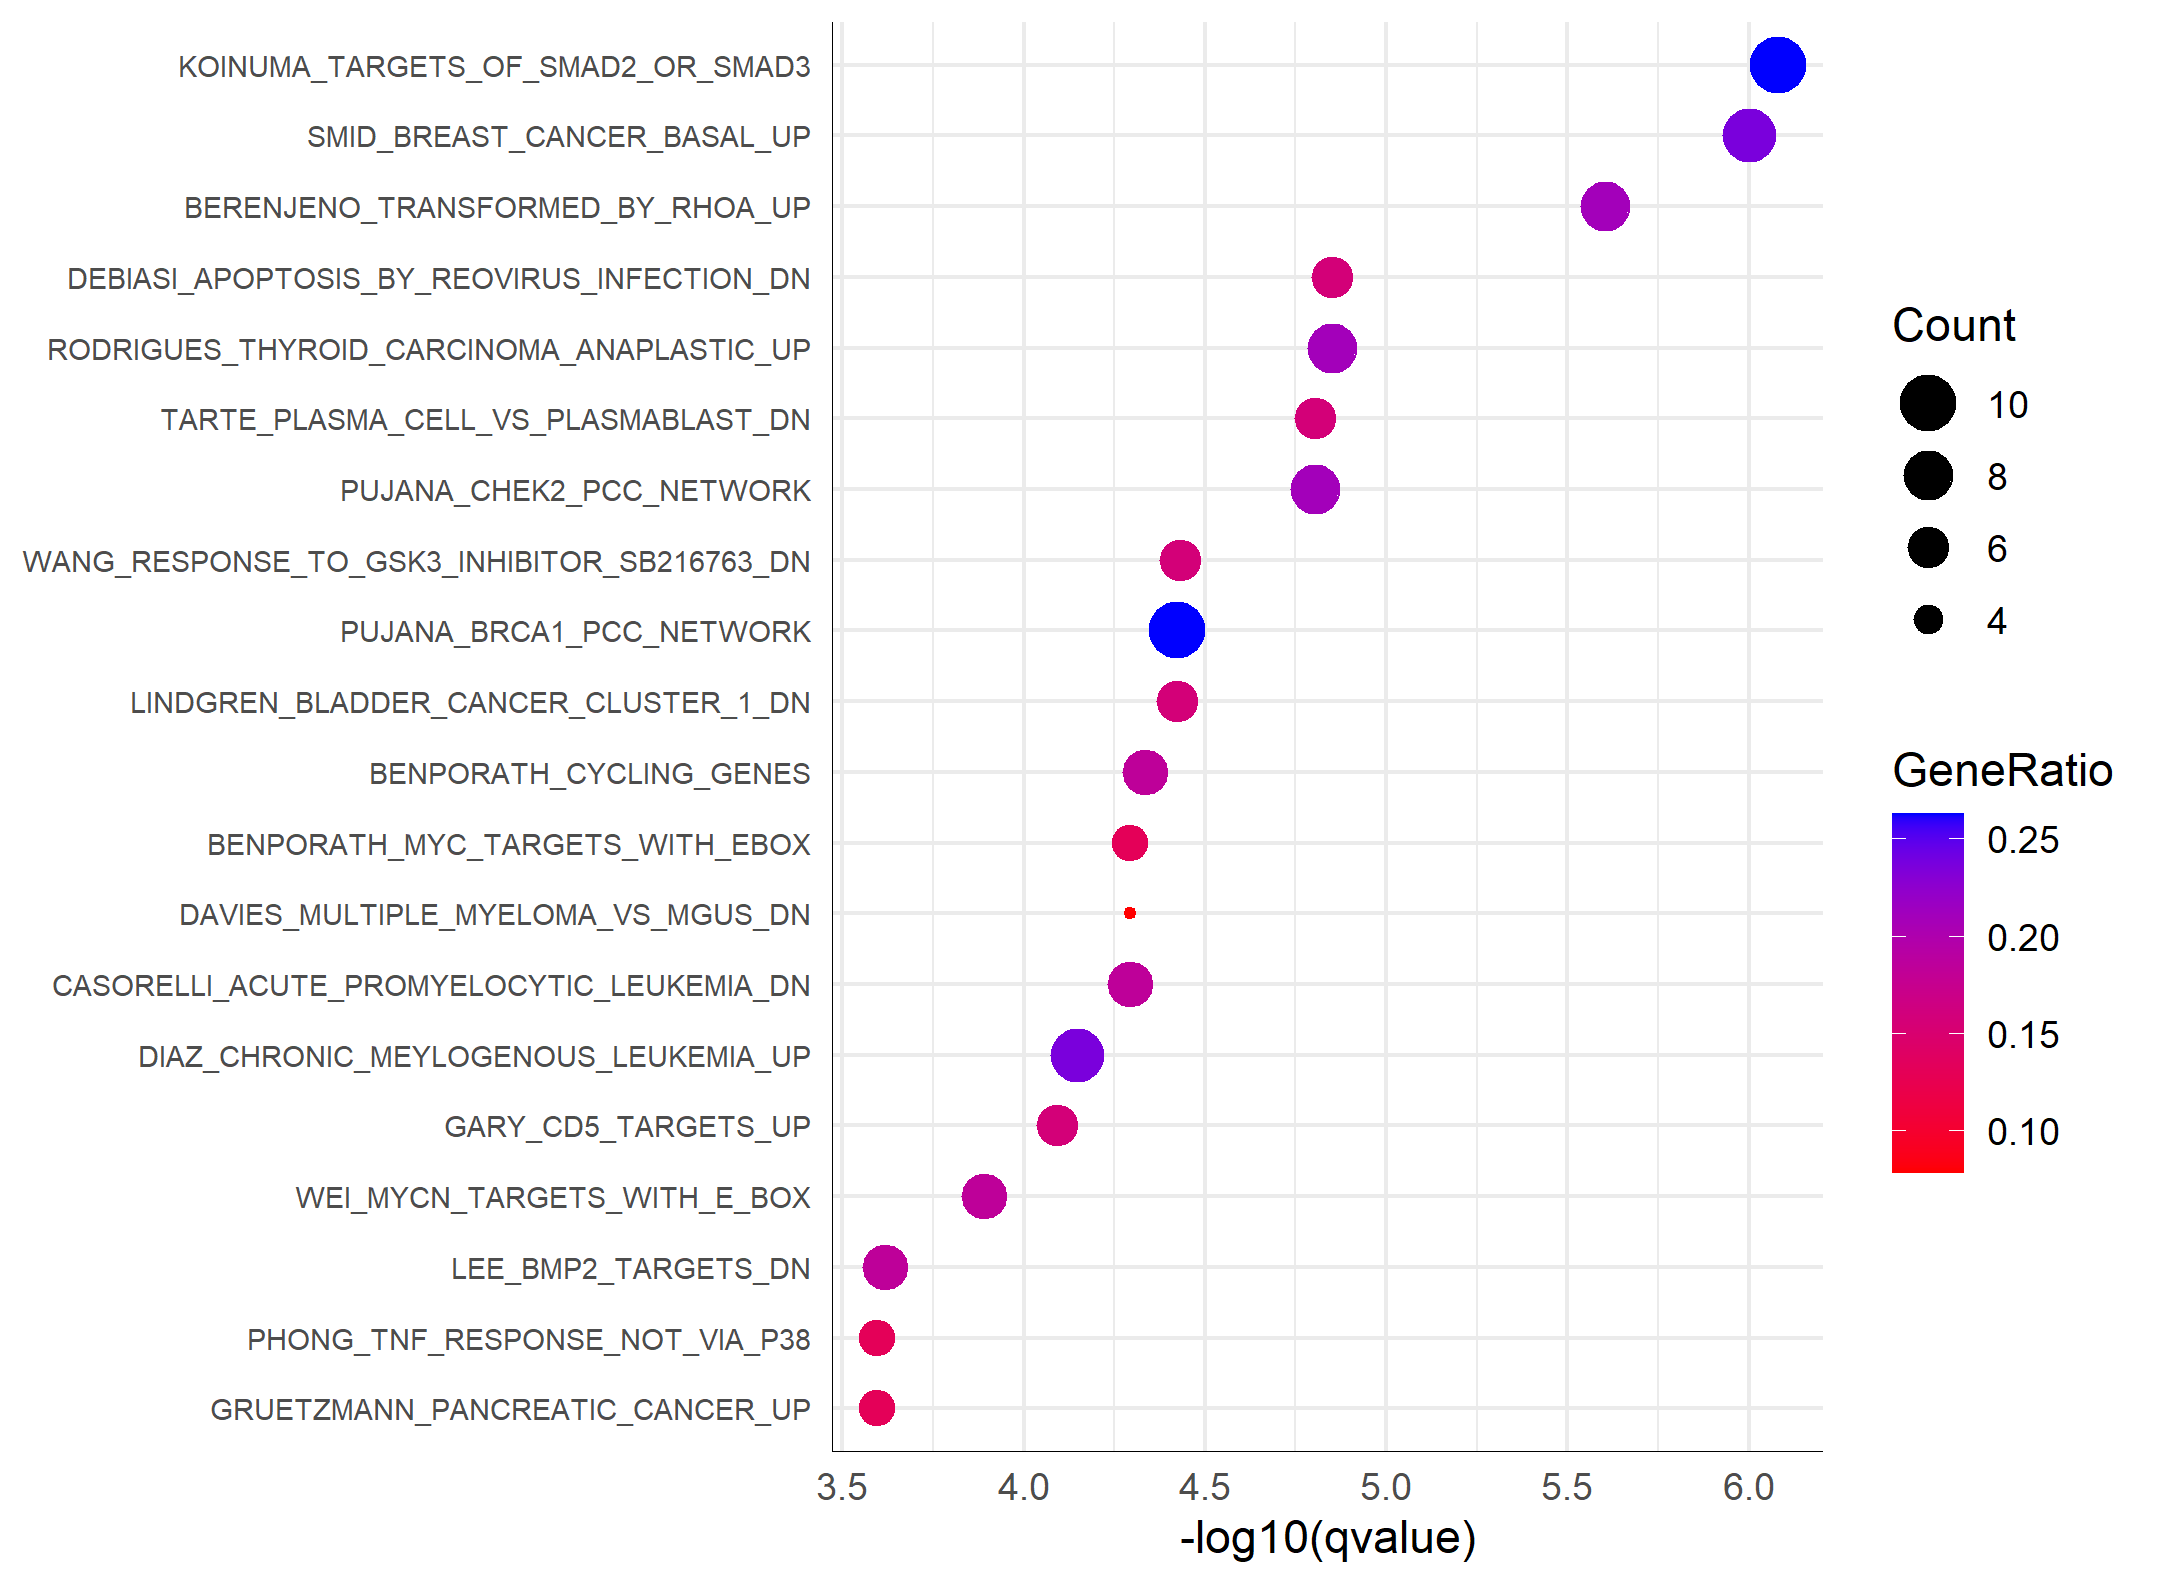 KOINUMA_TARGETS_OF_SMAD2_OR_SMAD3
SMID_BREAST_CANCER_BASAL_UP
BERENJENO_TRANSFORMED_BY_RHOA_UP
DEBIASI_APOPTOSIS_BY_REOVIRUS_INFECTION_DN
RODRIGUES_THYROID_CARCINOMA_ANAPLASTIC_UP
TARTE_PLASMA_CELL_VS_PLASMABLAST_DN
PUJANA_CHEK2_PCC_NETWORK
WANG_RESPONSE_TO_GSK3_INHIBITOR_SB216763_DN
PUJANA_BRCA1_PCC_NETWORK
LINDGREN_BLADDER_CANCER_CLUSTER_1_DN
BENPORATH_CYCLING_GENES
BENPORATH_MYC_TARGETS_WITH_EBOX
DAVIES_MULTIPLE_MYELOMA_VS_MGUS_DN
CASORELLI_ACUTE_PROMYELOCYTIC_LEUKEMIA_DN
DIAZ_CHRONIC_MEYLOGENOUS_LEUKEMIA_UP
GARY_CD5_TARGETS_UP
WEI_MYCN_TARGETS_WITH_E_BOX
LEE_BMP2_TARGETS_DN
PHONG_TNF_RESPONSE_NOT_VIA_P38
GRUETZMANN_PANCREATIC_CANCER_UP
3.5 4.0 4.5 5.0 5.5 6.0
-log10(qvalue)
Count
10
8
6
4
GeneRatio
0.25
0.20
0.15
0.10